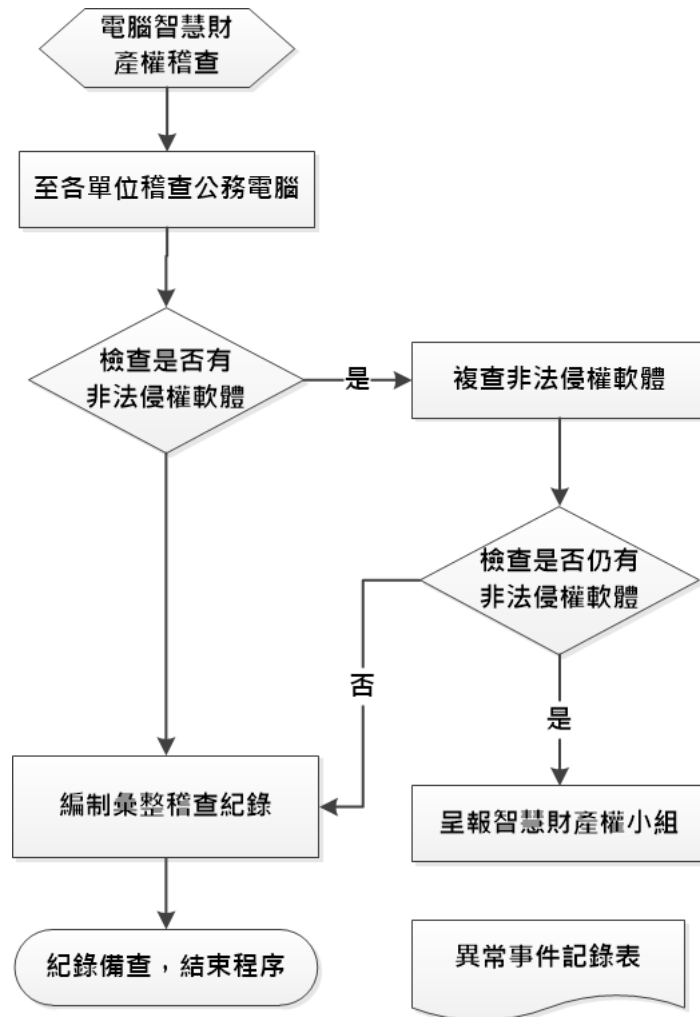 電腦智慧財
產權稽查
至各單位稽查公務電腦
檢查是否有
非法侵權軟體
是
複查非法侵權軟體
檢查是否仍有
非法侵權軟體
否
是
編制彙整稽查紀錄
呈報智慧財產權小組
紀錄備查，結束程序
異常事件記錄表